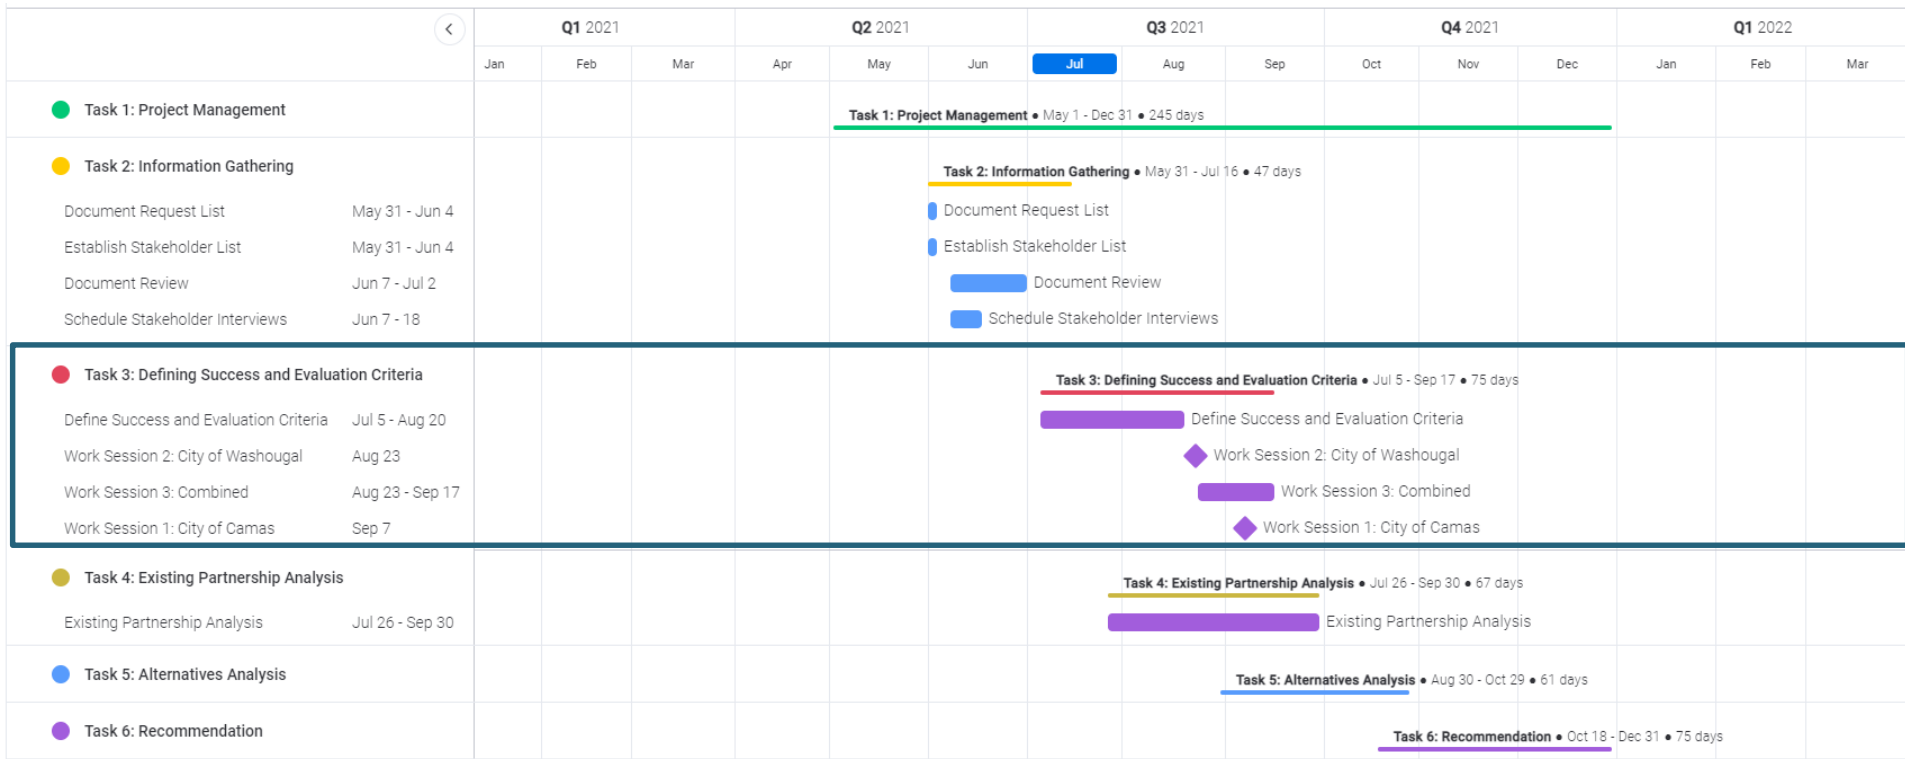 Q1 2021 Q2 2021 Q3 2021 Q4 2021 Q1 2022
Jan Feb Mar Apr May Jun Jul Aug Sep Oct Nov Dec Jan Feb Mar
Task 1: Project Management Task 1: Project Management • May 1 - Dec 31 • 245 days
Task 2: Information Gathering Task 2: Information Gathering • May 31 - Jul 16 • 47 days
Document Request List May 31 - Jun 4 Document Request List
Establish Stakeholder List May 31 - Jun 4 Establish Stakeholder List
Document Review Jun 7 - Jul 2 Document Review
Schedule Stakeholder Interviews Jun 7 - 18 Schedule Stakeholder Interviews
Task 3: Defining Success and Evaluation Criteria Task 3: Defining Success and Evaluation Criteria • Jul 5 - Sep 17 • 75 days
Define Success and Evaluation Criteria Jul 5 - Aug 20 Define Success and Evaluation Criteria
Work Session 2: City of Washougal Aug 23 Work Session 2: City of Washougal
Work Session 3: Combined Aug 23 - Sep 17 Work Session 3: Combined
Work Session 1: City of Camas Sep 7 Work Session 1: City of Camas
Task 4: Existing Partnership Analysis Task 4: Existing Partnership Analysis • Jul 26 - Sep 30 • 67 days
Existing Partnership Analysis Jul 26 - Sep 30 Existing Partnership Analysis
Task 5: Alternatives Analysis Task 5: Alternatives Analysis • Aug 30 - Oct 29 • 61 days
Task 6: Recommendation Task 6: Recommendation • Oct 18 - Dec 31 • 75 days